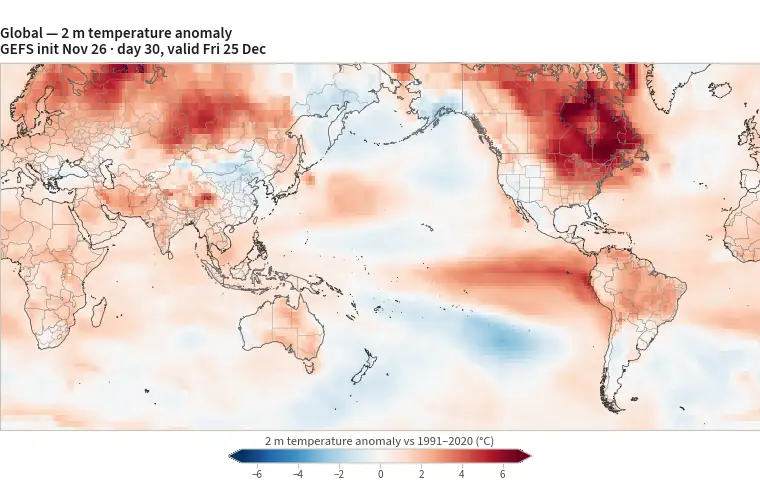 Global — 2 m temperature anomaly
GEFS init Nov 26 · day 30, valid Fri 25 Dec
2 m temperature anomaly vs 1991–2020 (°C)
−6 −4 −2 0 2 4 6